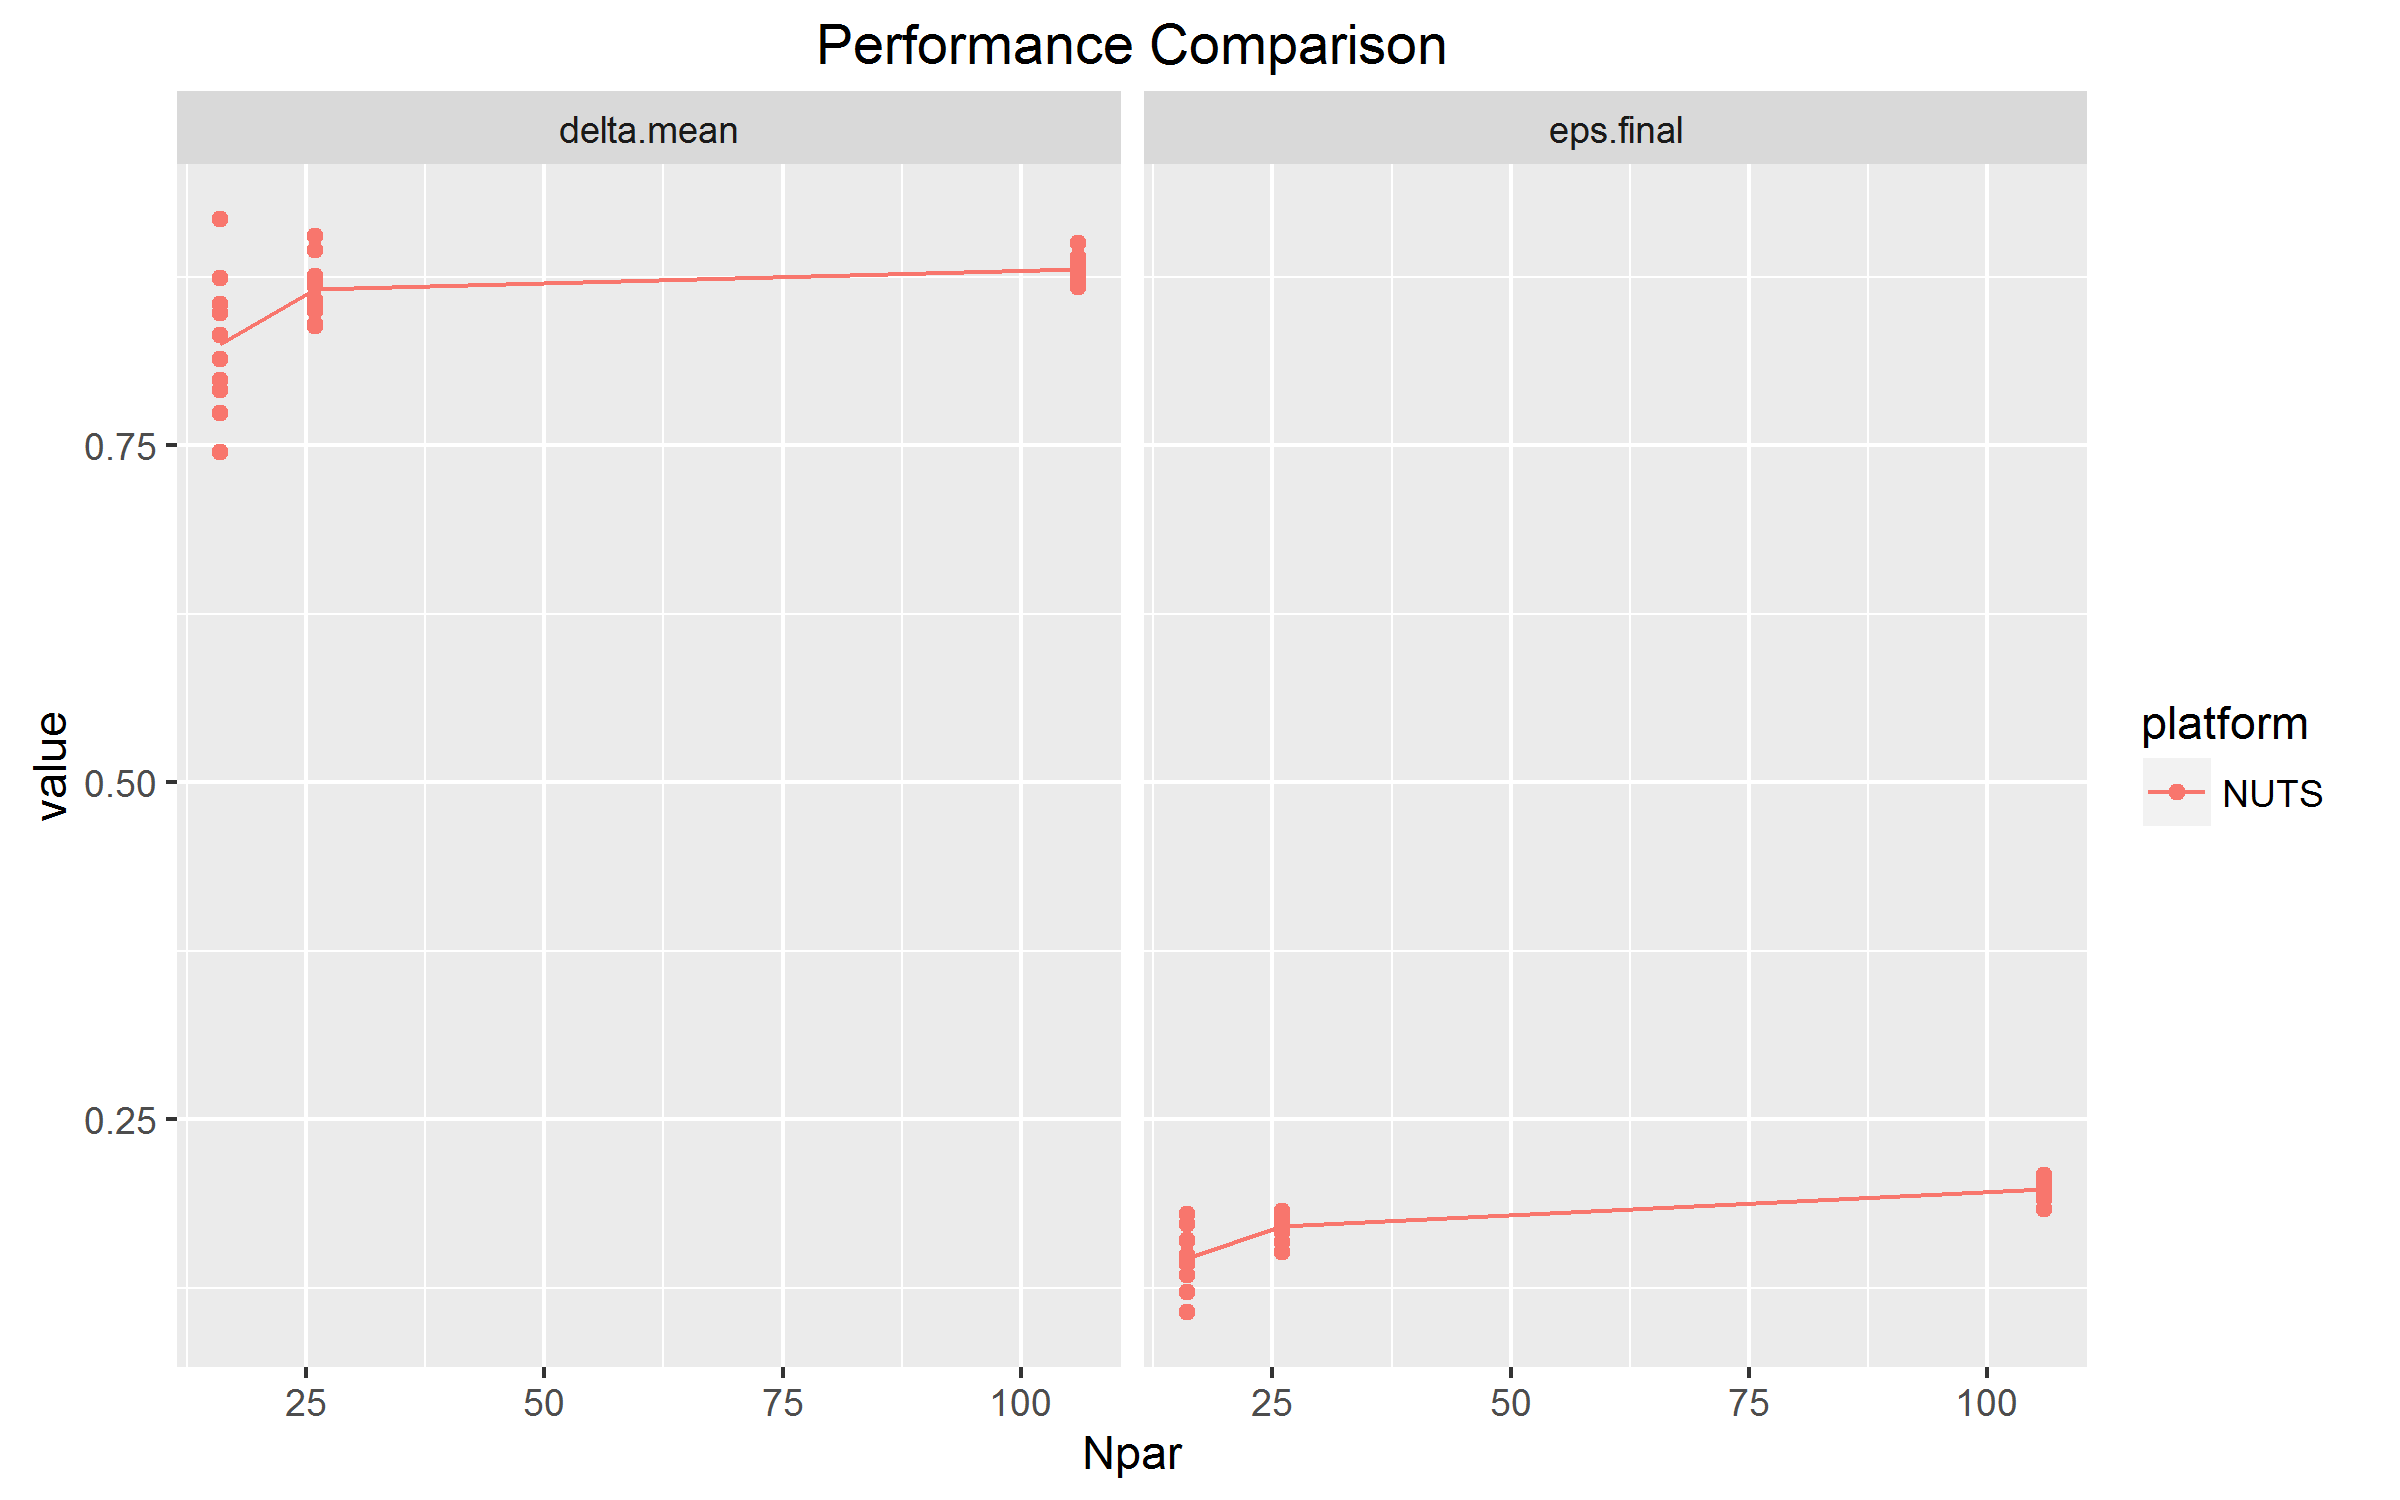 Performance Comparison
delta.mean
eps.final
0.75
0.50
0.25
value
25 50 75 100
25 50 75 100
Npar
platform
NUTS